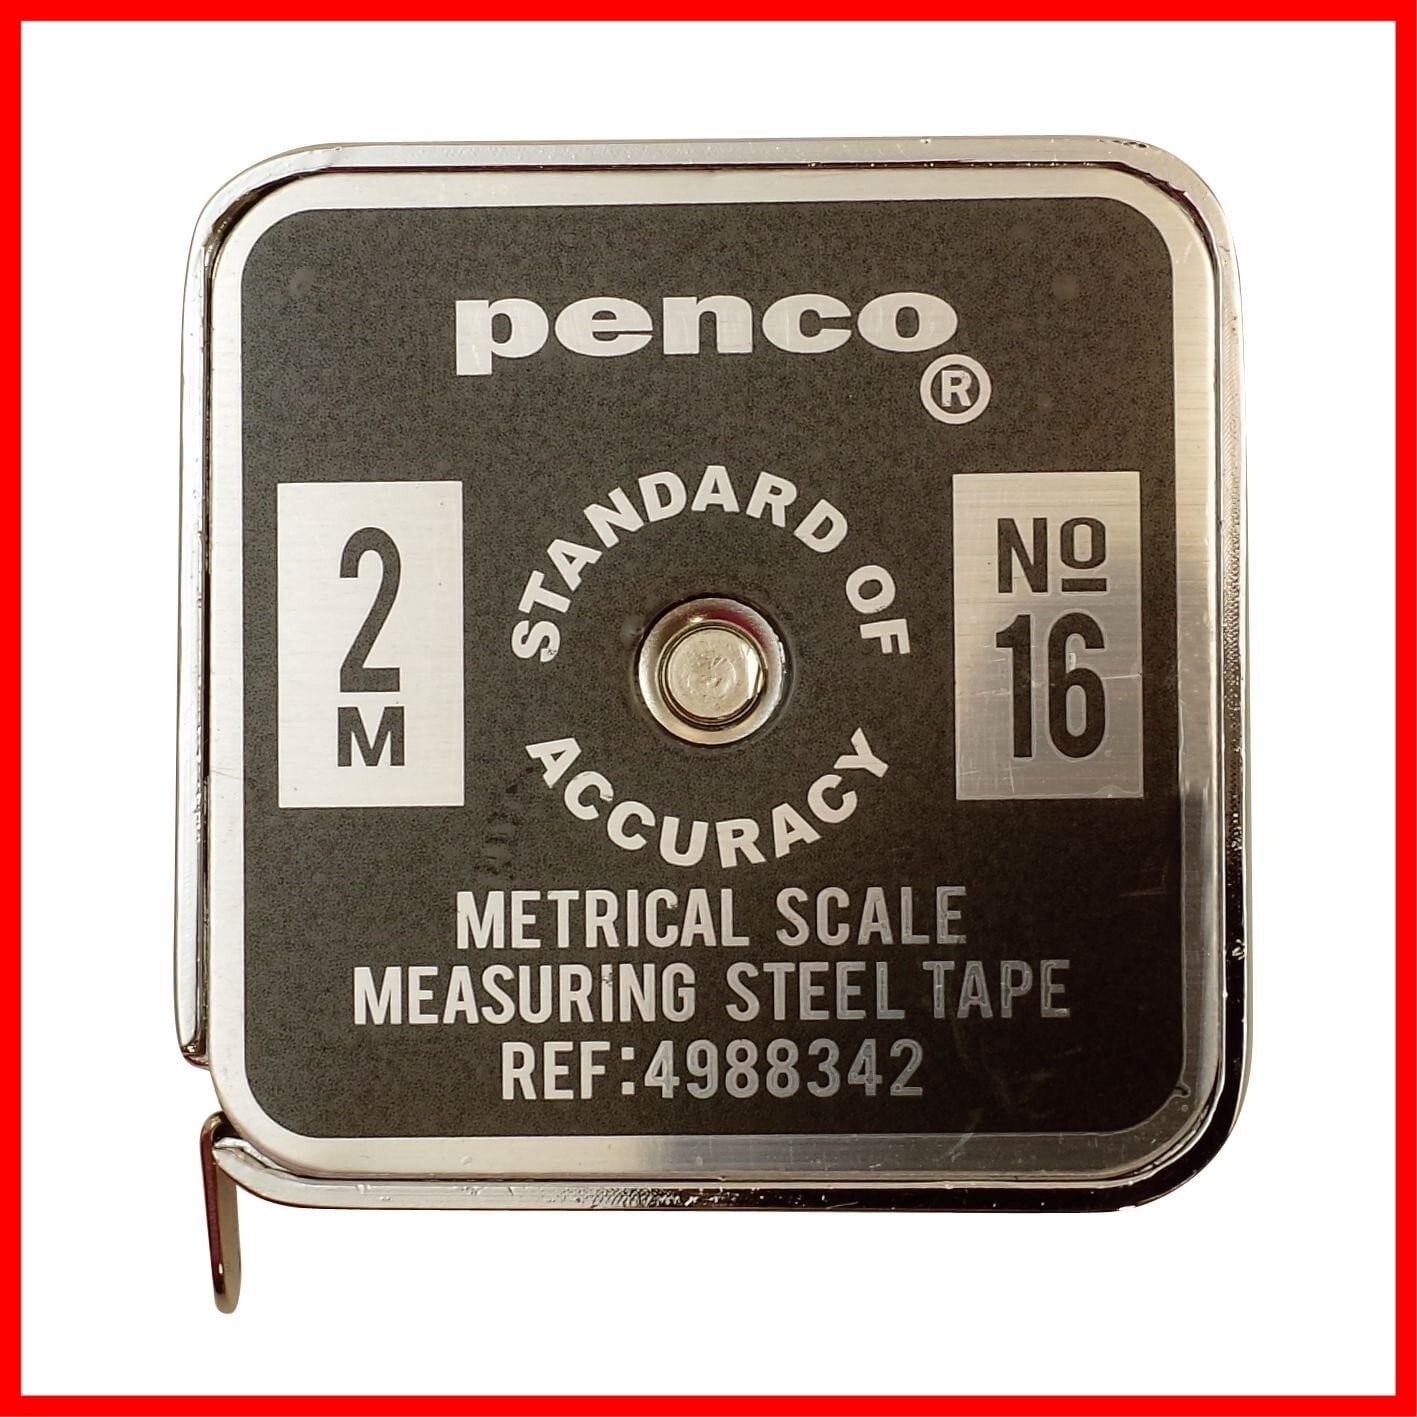 penco
®
STANDARD OF
ACCURACY
2
M
Nº
16
METRICAL SCALE
MEASURING STEEL TAPE
REF:4988342